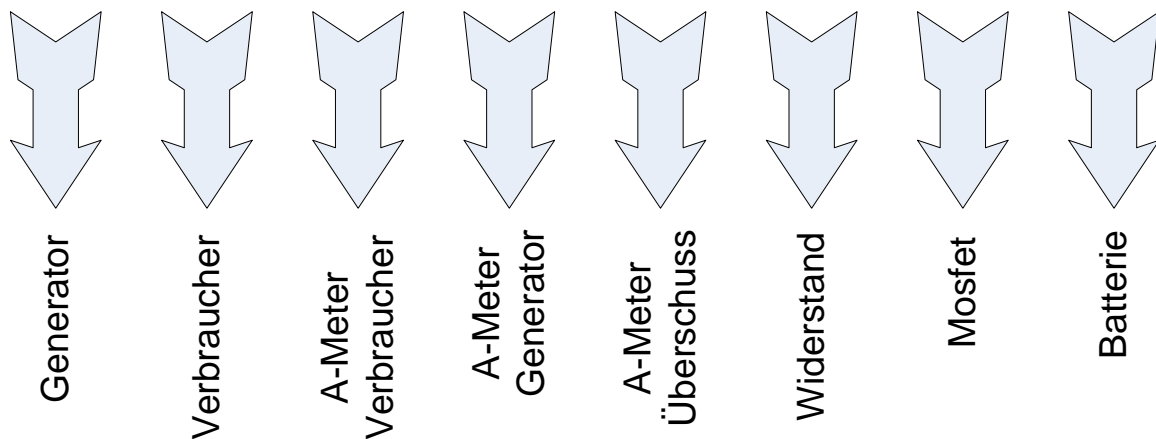 Generator
Verbraucher
A-Meter
Verbraucher
A-Meter
Generator
A-Meter
Überschuss
Widerstand
Mosfet
Batterie